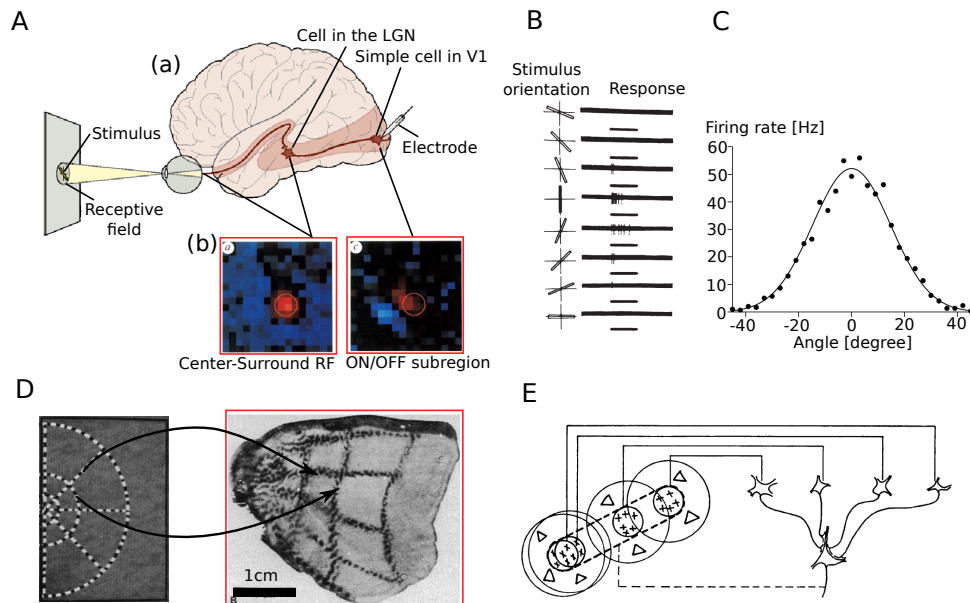 A
(a)
Cell in the LGN
Simple cell in V1
Stimulus
Electrode
Receptive
field
(b)
a
c
Center-Surround RF
ON/OFF subregion
B
Stimulus
orientation
Response
C
Firing rate [Hz]
60
50
40
30
20
10
0
-40
-20
0
20
40
Angle [degree]
D
1cm
E